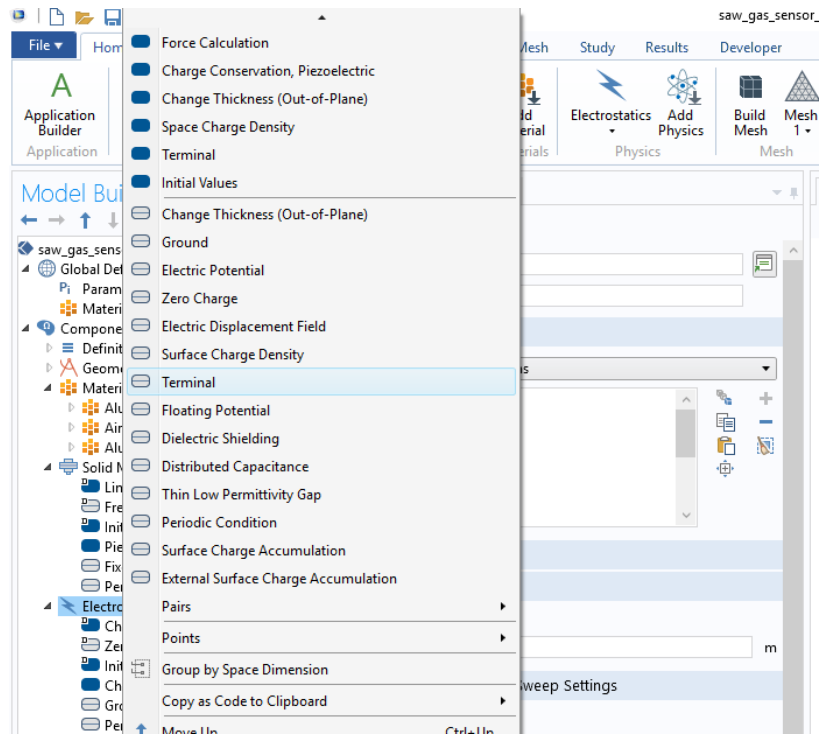 saw_gas_sensor_
File
Hom
Mesh
Study
Results
Developer
A
Application
Builder
Application
Electrostatics
Add
Physics
Physics
Build
Mesh
Mesh
1
Mesh
dd
erial
erials
Force Calculation
Charge Conservation, Piezoelectric
Change Thickness (Out-of-Plane)
Space Charge Density
Terminal
Initial Values
Change Thickness (Out-of-Plane)
Ground
Electric Potential
Zero Charge
Electric Displacement Field
Surface Charge Density
Terminal
Floating Potential
Dielectric Shielding
Distributed Capacitance
Thin Low Permittivity Gap
Periodic Condition
Surface Charge Accumulation
External Surface Charge Accumulation
Pairs
Points
Group by Space Dimension
Copy as Code to Clipboard
Move Up Ctrl+Up
Model Bui
saw_gas_sens
Global Def
Pi Param
Materi
Compone
Definit
Geome
Materi
Alu
Air
Alu
Solid M
Lin
Fre
Init
Pie
Fix
Per
Electro
Ch
Zer
Init
Ch
Gro
Per
ns
m
Sweep Settings